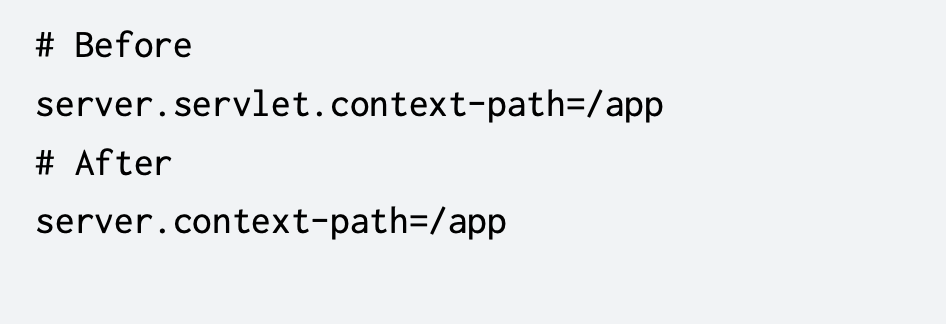 # Before
server.servlet.context-path=/app
# After
server.context-path=/app